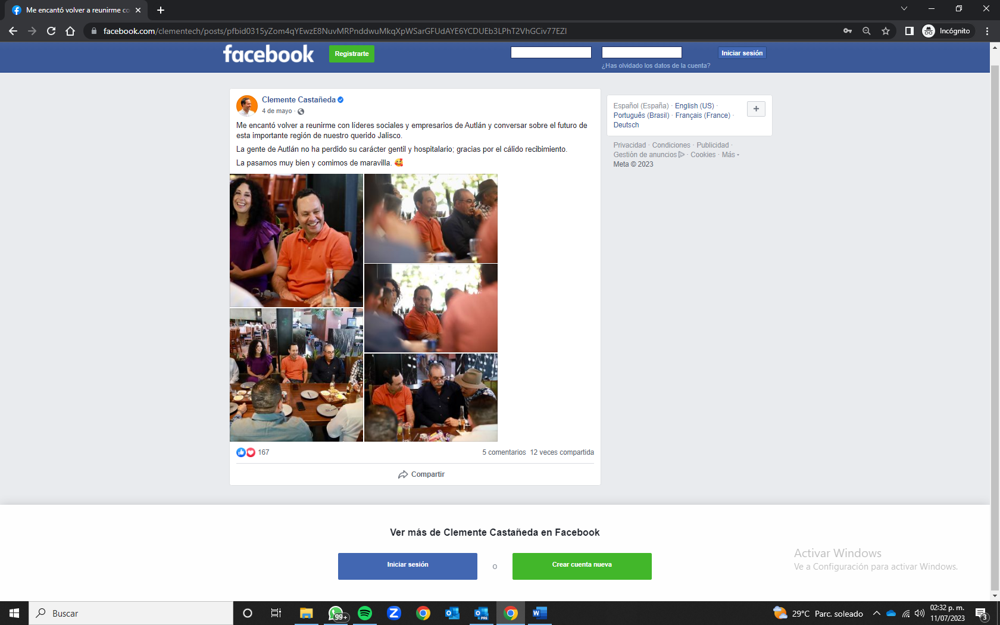 Me encantó volver a reunirme co
facebook.com/clementech/posts/pfbid0315yZom4qYEwzE8NuvMRPnddwuMkqXpWSarGFUdAYE6YCDUEb3LPhT2VhGCiv77EZl
Incógnito
facebook
Registrarte
Iniciar sesión
¿Has olvidado los datos de la cuenta?
Clemente Castañeda
4 de mayo ·
Me encantó volver a reunirme con líderes sociales y empresarios de Autlán y conversar sobre el futuro de
esta importante región de nuestro querido Jalisco.
La gente de Autlán no ha perdido su carácter gentil y hospitalario; gracias por el cálido recibimiento.
La pasamos muy bien y comimos de maravilla. 🥰
167
5 comentarios 12 veces compartida
Compartir
Español (España) · English (US) ·
Português (Brasil) · Français (France) ·
Deutsch
+
Privacidad · Condiciones · Publicidad ·
Gestión de anuncios · Cookies · Más
Meta © 2023
Ver más de Clemente Castañeda en Facebook
Iniciar sesión
o
Crear cuenta nueva
Activar Windows
Ve a Configuración para activar Windows.
Buscar
99+
Z
O
O
PRE
W
29°C Parc. soleado
02:32 p. m.
11/07/2023
3